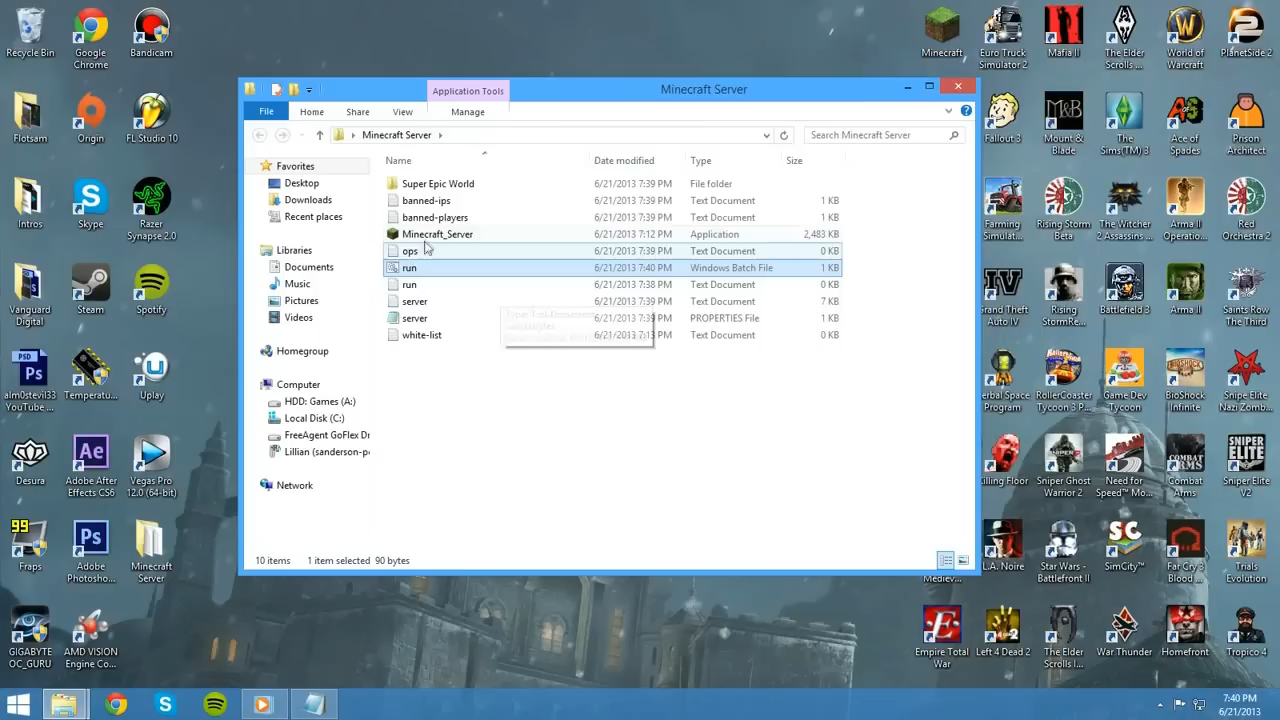 Recycle Bin
Google Chrome
Bandicam
Flotsam
Origin
FL Studio 10
Intros
Skype
Razer Synapse 2.0
Vanguard Digital
Steam
Spotify
PSD
Ps
alm0stevil33 YouTube ...
Temperatu...
Uplay
Desura
Ae
Adobe After Effects CS6
Vegas Pro 12.0 (64-bit)
99
Fraps
Ps
Adobe Photosho...
Minecraft Server
GIGABYTE OC_GURU
AMD VISION Engine Co...
Application Tools
Minecraft Server
File
Home
Share
View
Manage
Minecraft Server
Search Minecraft Server
Favorites
Desktop
Downloads
Recent places
Libraries
Documents
Music
Pictures
Videos
Homegroup
Computer
HDD: Games (A:)
Local Disk (C:)
FreeAgent GoFlex Dr
Lillian (sanderson-p
Network
Name Date modified Type Size
Super Epic World 6/21/2013 7:39 PM File folder
banned-ips 6/21/2013 7:39 PM Text Document 1 KB
banned-players 6/21/2013 7:39 PM Text Document 1 KB
Minecraft_Server 6/21/2013 7:12 PM Application 2,483 KB
ops 6/21/2013 7:39 PM Text Document 0 KB
run 6/21/2013 7:40 PM Windows Batch File 1 KB
run 6/21/2013 7:38 PM Text Document 1 KB
server 6/21/2013 7:39 PM Text Document 7 KB
server PROPERTIES File 1 KB
white-list Text Document 0 KB
10 items 1 item selected 90 bytes
Minecraft
Euro Truck Simulator 2
Mafia II
The Elder Scrolls ...
World of Warcraft
PlanetSide 2
Fallout 3
Mount & Blade
The Sims(TM) 3
Ace of Spades
Prison Architect
Farming Simulat...
Rising Storm Beta
The Witcher 2
Arma II Operation...
Red Orchestra 2
IV
Grand Theft Auto IV
Rising StormRe...
Battlefield 3
Arma II
Saints Row The Third
Kerbal Space Program
RollerCoaster Tycoon 3 P...
Game Dev Tycoon
BioShock Infinite
Sniper Elite Nazi Zomb...
Killing Floor
Sniper Ghost Warrior 2
Need for Speed™ Mo...
COMBAT ARMS
Combat Arms
SNIPER ELITE
Sniper Elite V2
L.A. Noire
Star Wars - Battlefront II
SC
SimCity™
Far Cry 3 Blood ...
Trials Evolution
Medievl...
E
Empire Total War
Left 4 Dead 2
The Elder Scrolls I...
War Thunder
Homefront
Tropico 4
7:40 PM
6/21/2013